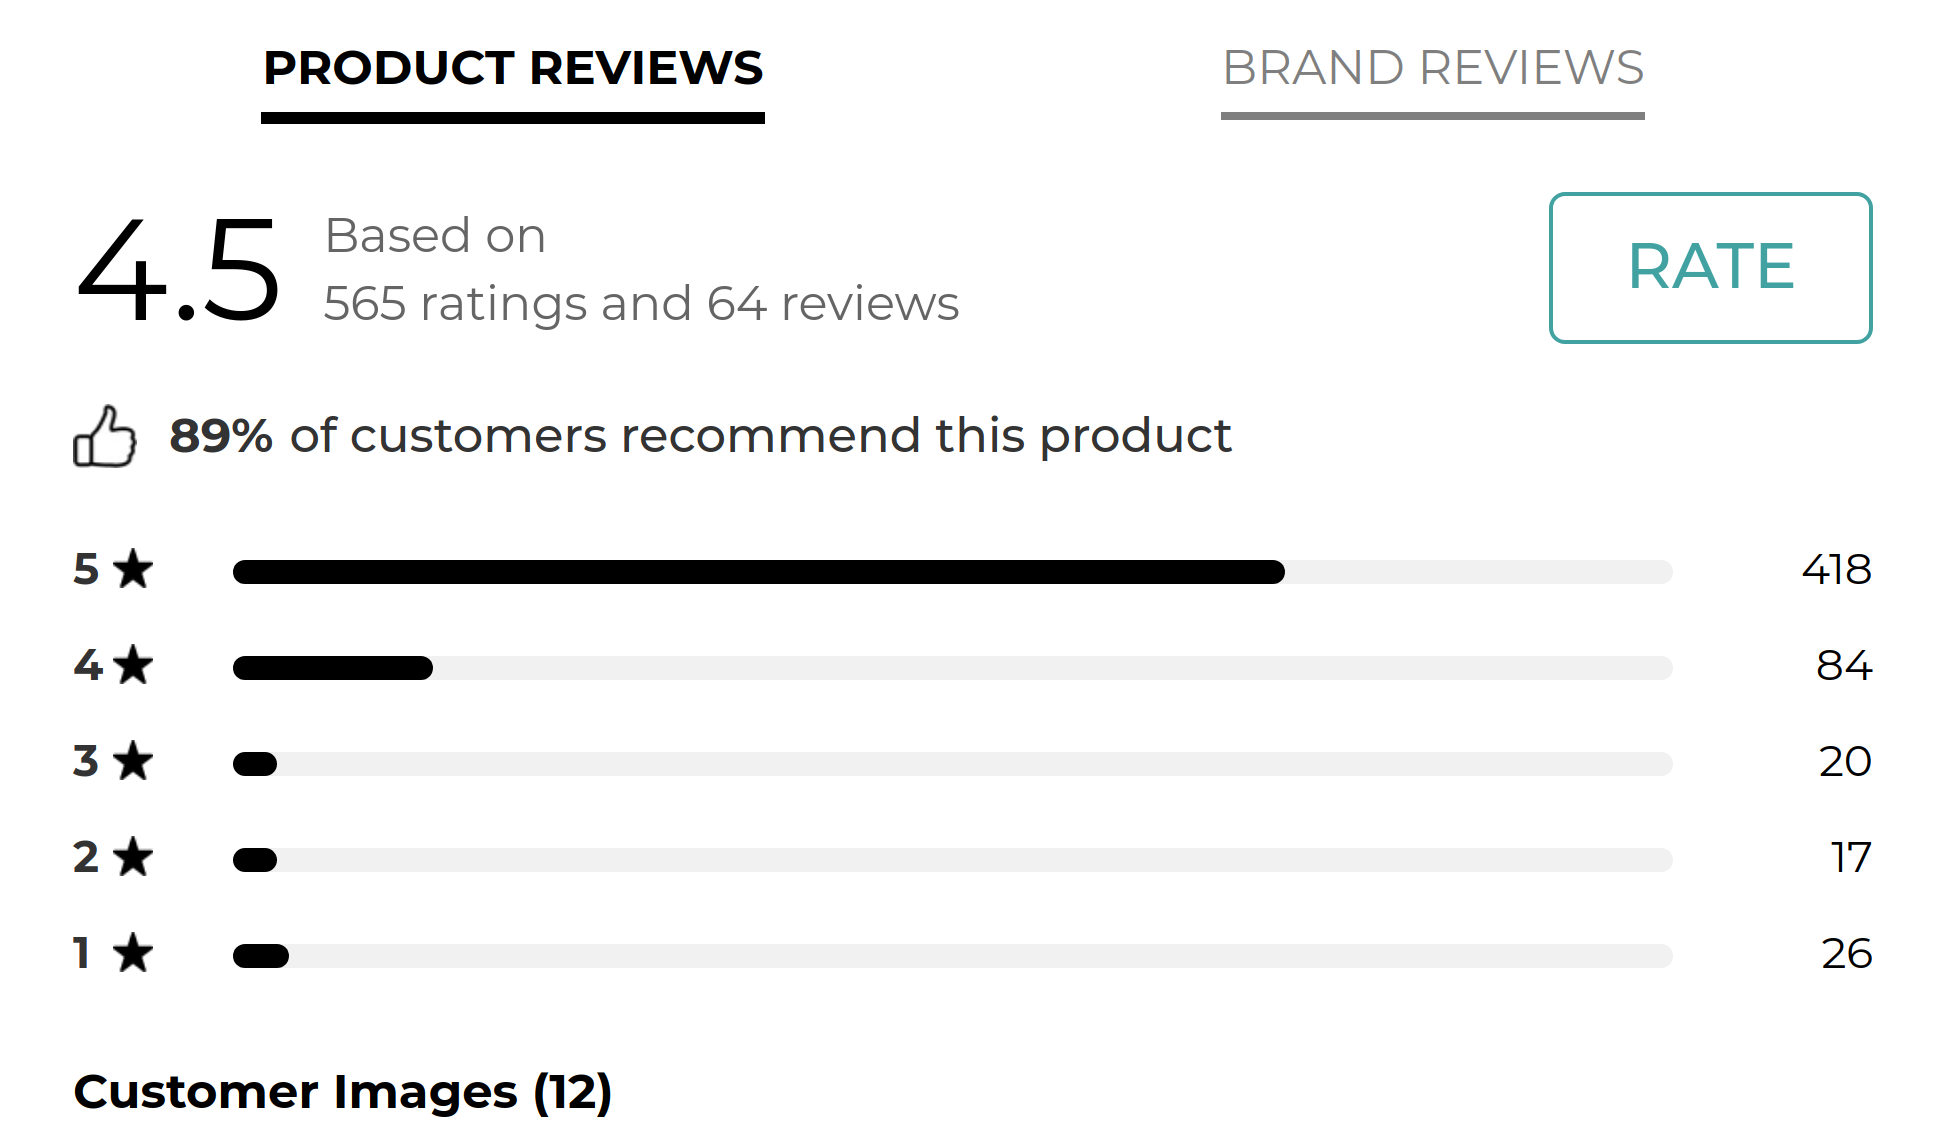 PRODUCT REVIEWS
BRAND REVIEWS
4.5
Based on
565 ratings and 64 reviews
RATE
89% of customers recommend this product
5 ★ 418
4 ★ 84
3 ★ 20
2 ★ 17
1 ★ 26
Customer Images (12)